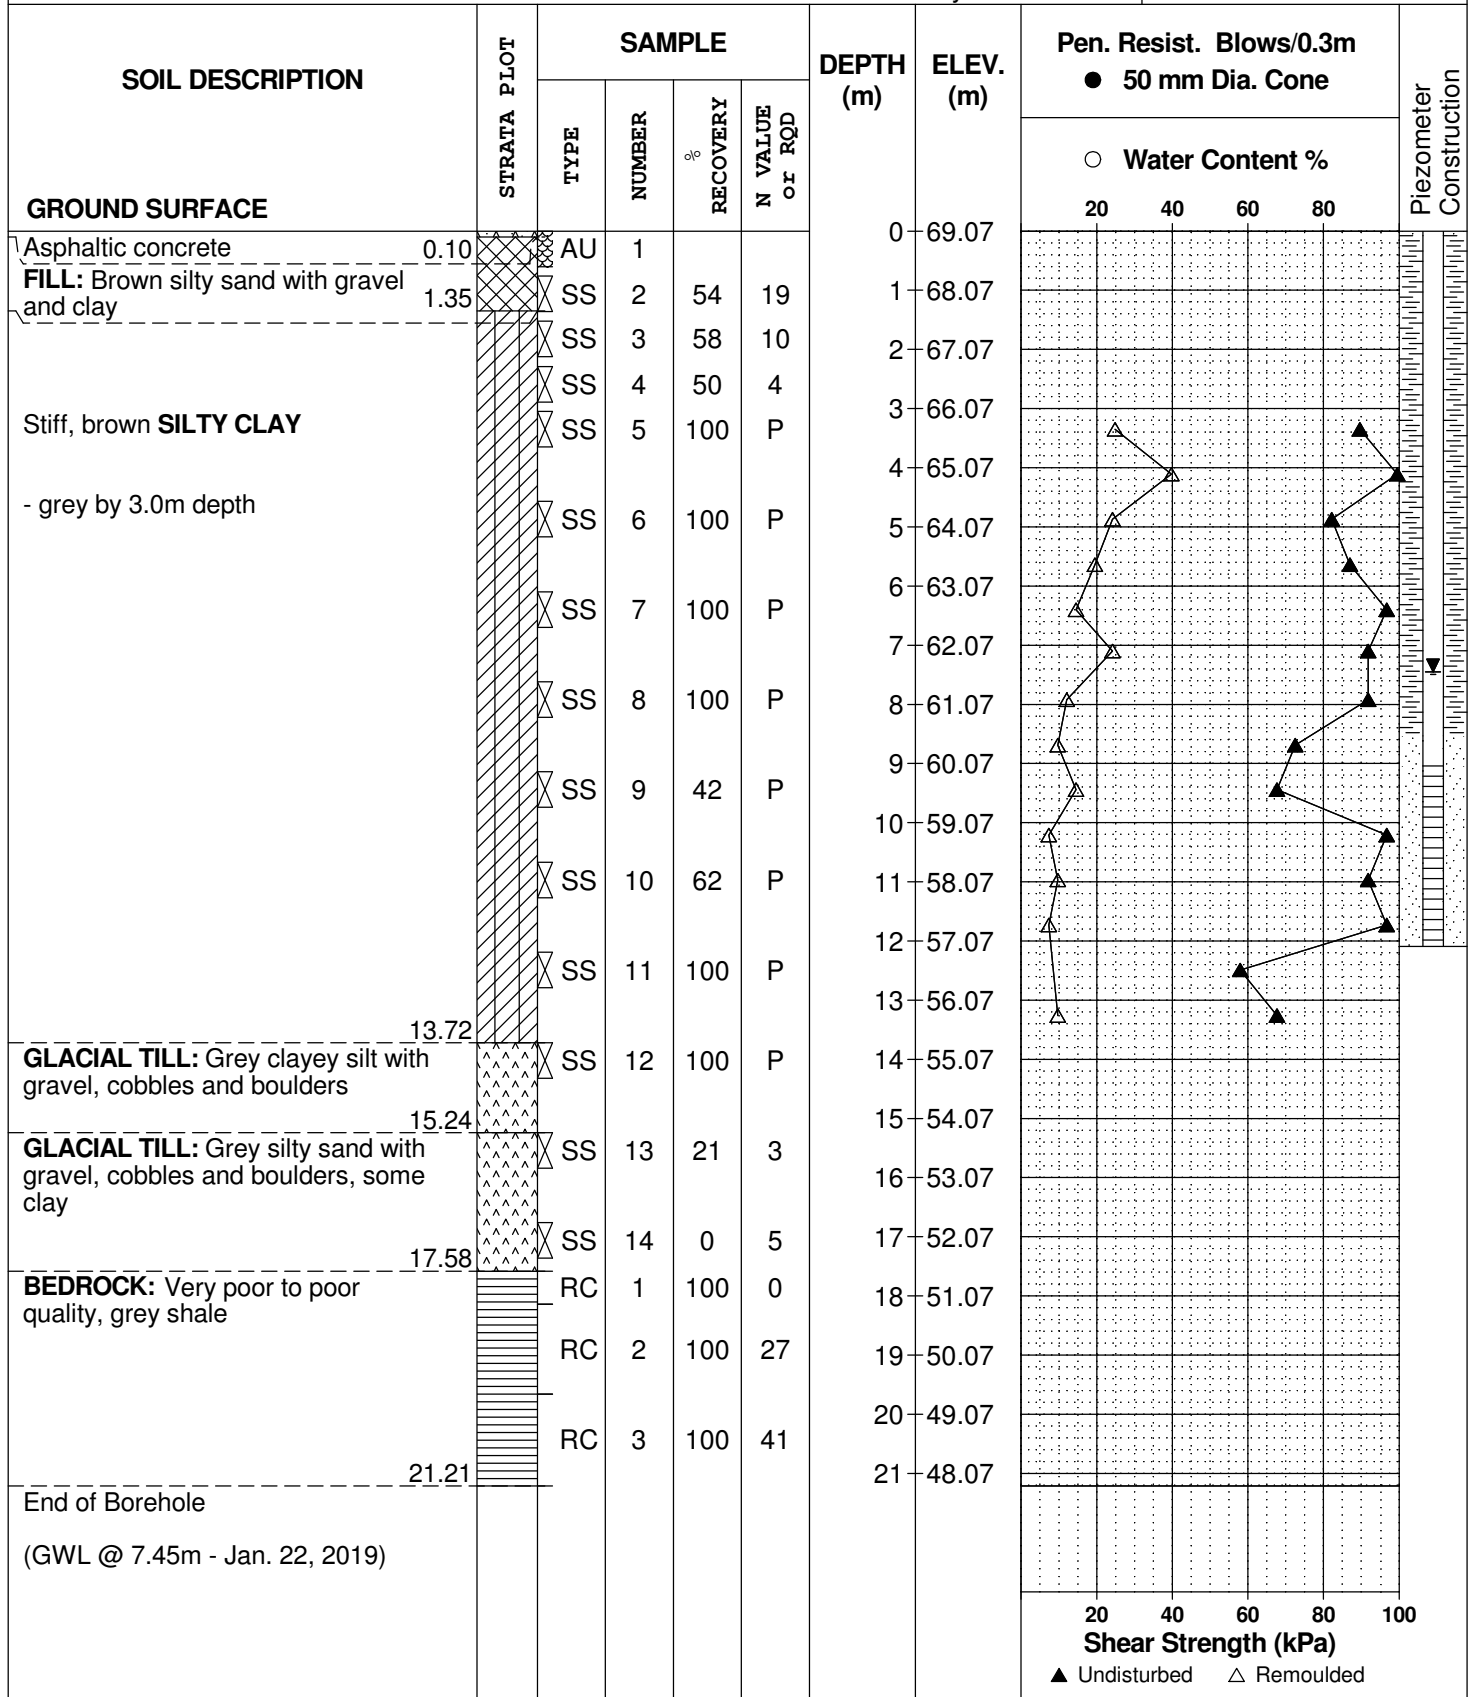 SOIL DESCRIPTION
GROUND SURFACE
STRATA PLOT
SAMPLE
TYPE
NUMBER
% RECOVERY
N VALUE or RQD
DEPTH (m)
ELEV. (m)
Pen. Resist. Blows/0.3m
● 50 mm Dia. Cone
○ Water Content %
20 40 60 80
Piezometer Construction
Asphaltic concrete 0.10
FILL: Brown silty sand with gravel
and clay 1.35
Stiff, brown SILTY CLAY
- grey by 3.0m depth
13.72
GLACIAL TILL: Grey clayey silt with
gravel, cobbles and boulders
15.24
GLACIAL TILL: Grey silty sand with
gravel, cobbles and boulders, some
clay
17.58
BEDROCK: Very poor to poor
quality, grey shale
21.21
End of Borehole
(GWL @ 7.45m - Jan. 22, 2019)
AU 1
SS 2 54 19
SS 3 58 10
SS 4 50 4
SS 5 100 P
SS 6 100 P
SS 7 100 P
SS 8 100 P
SS 9 42 P
SS 10 62 P
SS 11 100 P
SS 12 100 P
SS 13 21 3
SS 14 0 5
RC 1 100 0
RC 2 100 27
RC 3 100 41
0 69.07
1 68.07
2 67.07
3 66.07
4 65.07
5 64.07
6 63.07
7 62.07
8 61.07
9 60.07
10 59.07
11 58.07
12 57.07
13 56.07
14 55.07
15 54.07
16 53.07
17 52.07
18 51.07
19 50.07
20 49.07
21 48.07
20 40 60 80 100
Shear Strength (kPa)
▲ Undisturbed △ Remoulded